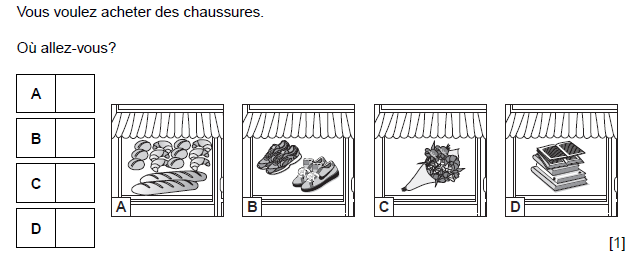 Vous voulez acheter des chaussures.
Où allez-vous?
A
B
C
D
A
B
C
D
[1]